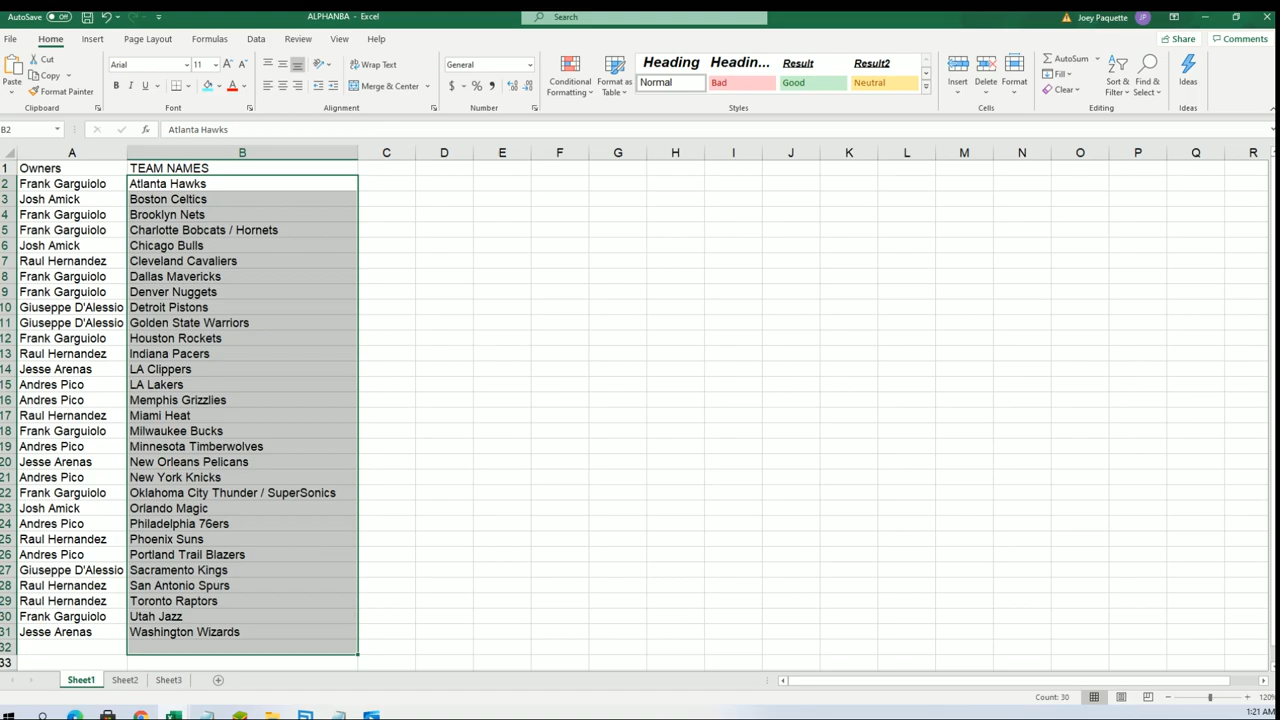 AutoSave Off ALPHANBA - Excel Search Joey Paquette JP
File Home Insert Page Layout Formulas Data Review View Help Share Comments
Paste Cut Copy Format Painter Clipboard
Arial 11 B I U Font
Wrap Text Merge & Center Alignment
General $ % Number
Conditional Formatting Format as Table
Heading Headin... Result Result2
Normal Bad Good Neutral Styles
Insert Delete Format Cells
AutoSum Fill Clear Sort & Filter Find & Select Editing
Ideas Ideas
B2 fx Atlanta Hawks
A B C D E F G H I J K L M N O P Q R
1 Owners TEAM NAMES
2 Frank Garguiolo Atlanta Hawks
3 Josh Amick Boston Celtics
4 Frank Garguiolo Brooklyn Nets
5 Frank Garguiolo Charlotte Bobcats / Hornets
6 Josh Amick Chicago Bulls
7 Raul Hernandez Cleveland Cavaliers
8 Frank Garguiolo Dallas Mavericks
9 Frank Garguiolo Denver Nuggets
10 Giuseppe D'Alessio Detroit Pistons
11 Giuseppe D'Alessio Golden State Warriors
12 Frank Garguiolo Houston Rockets
13 Raul Hernandez Indiana Pacers
14 Jesse Arenas LA Clippers
15 Andres Pico LA Lakers
16 Andres Pico Memphis Grizzlies
17 Raul Hernandez Miami Heat
18 Frank Garguiolo Milwaukee Bucks
19 Andres Pico Minnesota Timberwolves
20 Jesse Arenas New Orleans Pelicans
21 Andres Pico New York Knicks
22 Frank Garguiolo Oklahoma City Thunder / SuperSonics
23 Josh Amick Orlando Magic
24 Andres Pico Philadelphia 76ers
25 Raul Hernandez Phoenix Suns
26 Andres Pico Portland Trail Blazers
27 Giuseppe D'Alessio Sacramento Kings
28 Raul Hernandez San Antonio Spurs
29 Raul Hernandez Toronto Raptors
30 Frank Garguiolo Utah Jazz
31 Jesse Arenas Washington Wizards
32
33
Sheet1 Sheet2 Sheet3
Count: 30 120%
1:21 AM